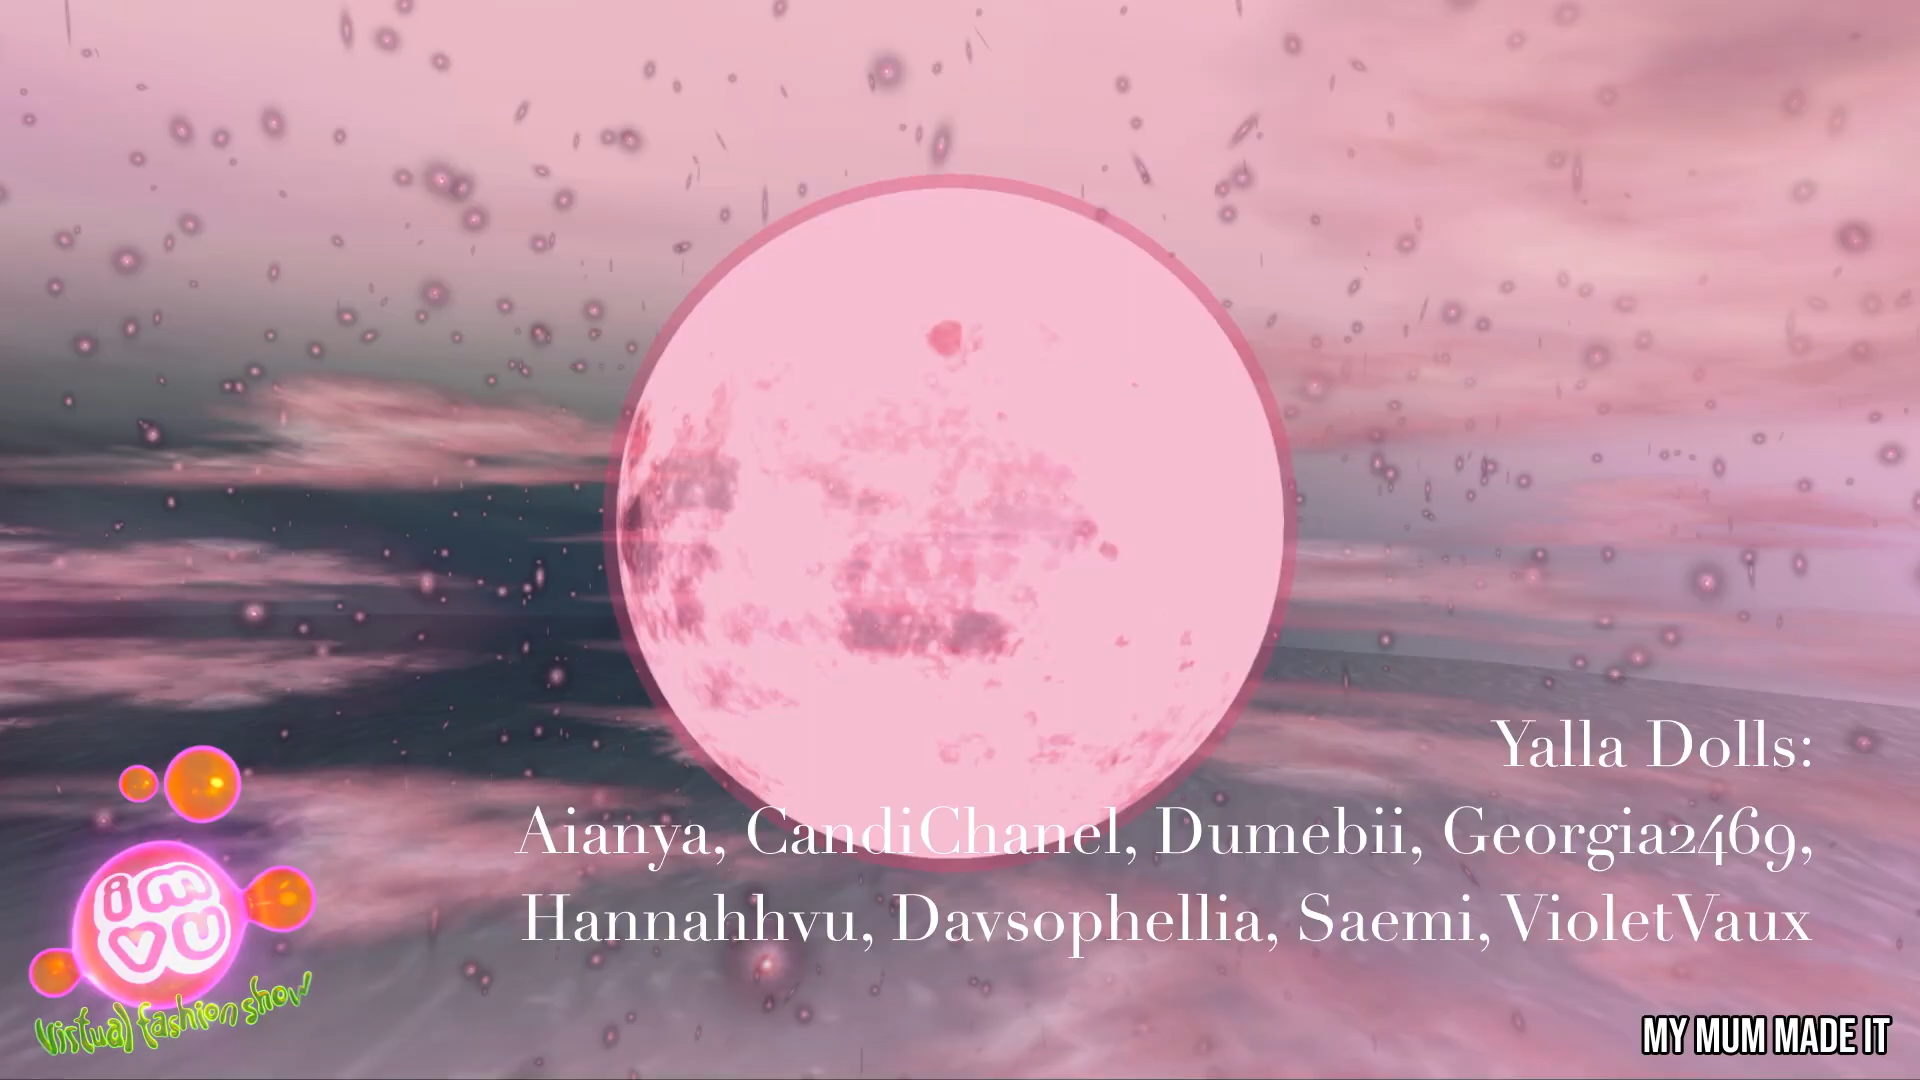 Yalla Dolls:
Aianya, CandiChanel, Dumebii, Georgia2469,
Hannahhvu, Davsophellia, Saemi, VioletVaux
imvu
virtual fashion show
MY MUM MADE IT